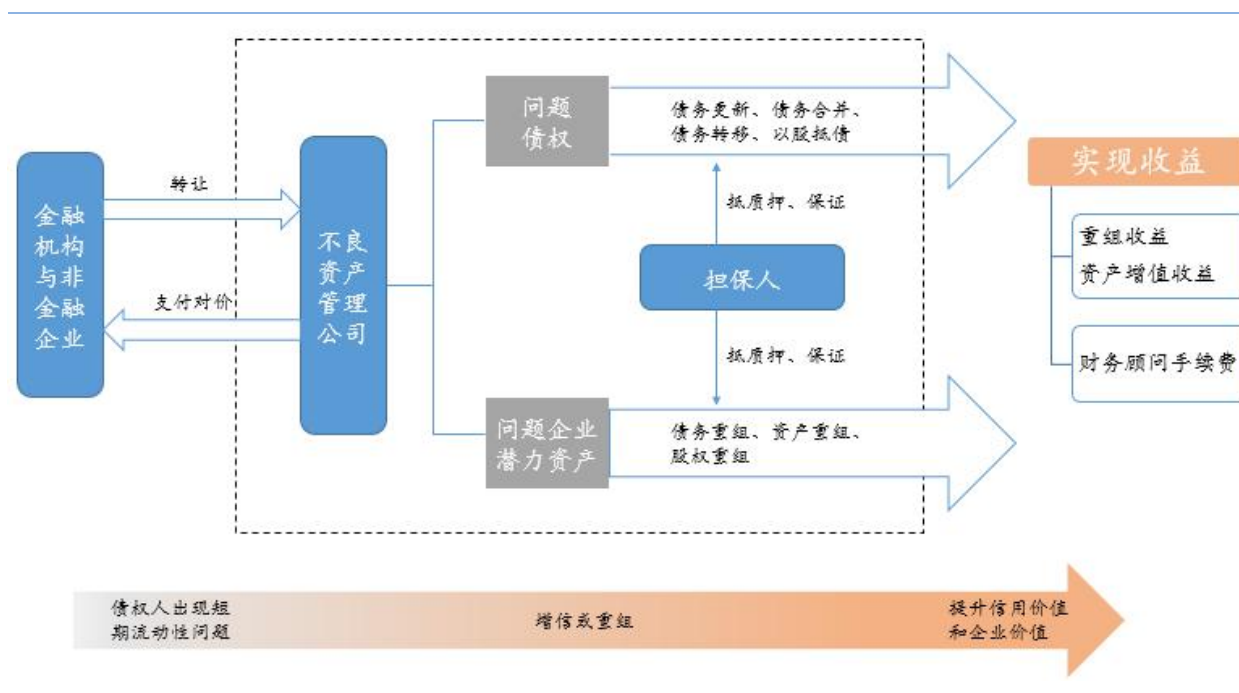 问题
债权
债务更新、债务合并、
债务转移、以股抵债
实现收益
转让
抵质押、保证
金融
机构
与非
金融
企业
不良
资产
管理
公司
担保人
重组收益
资产增值收益
支付对价
抵质押、保证
财务顾问手续费
问题企业
潜力资产
债务重组、资产重组、
股权重组
债权人出现短
期流动性问题
增信或重组
提升信用价值
和企业价值